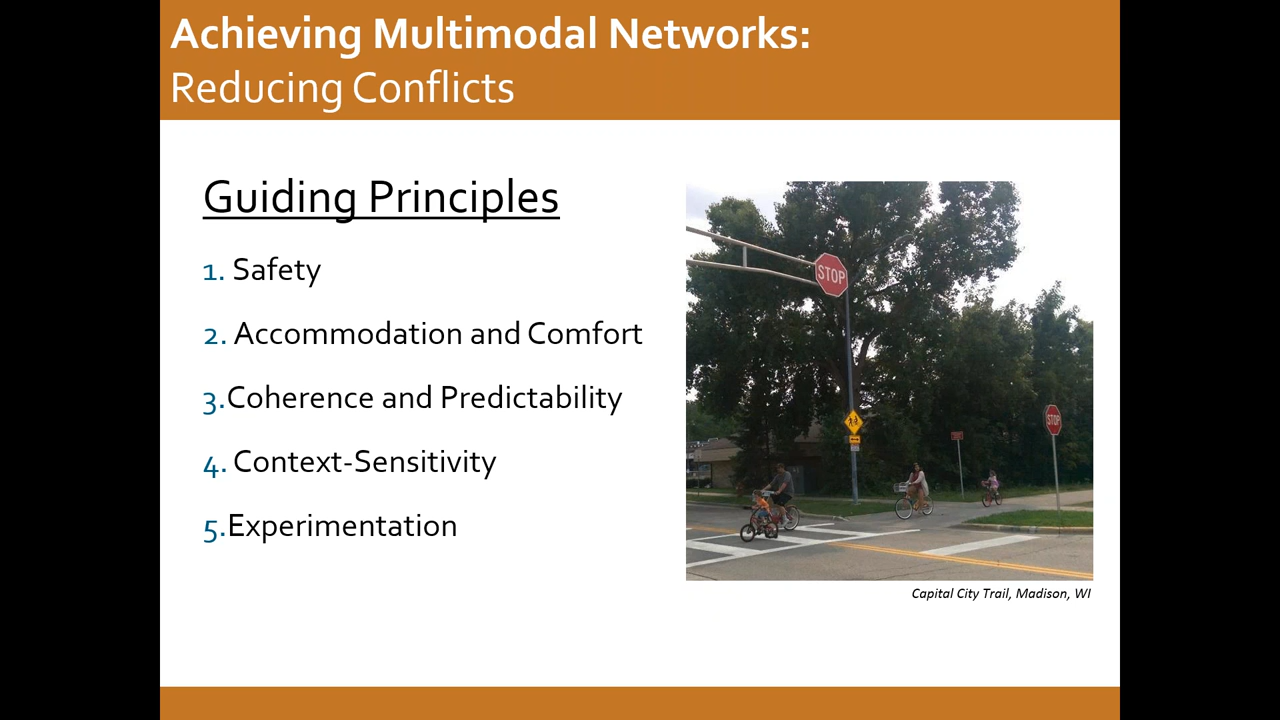 Achieving Multimodal Networks:
Reducing Conflicts
Guiding Principles
1. Safety
2. Accommodation and Comfort
3.Coherence and Predictability
4. Context-Sensitivity
5.Experimentation
STOP
STOP
Capital City Trail, Madison, WI